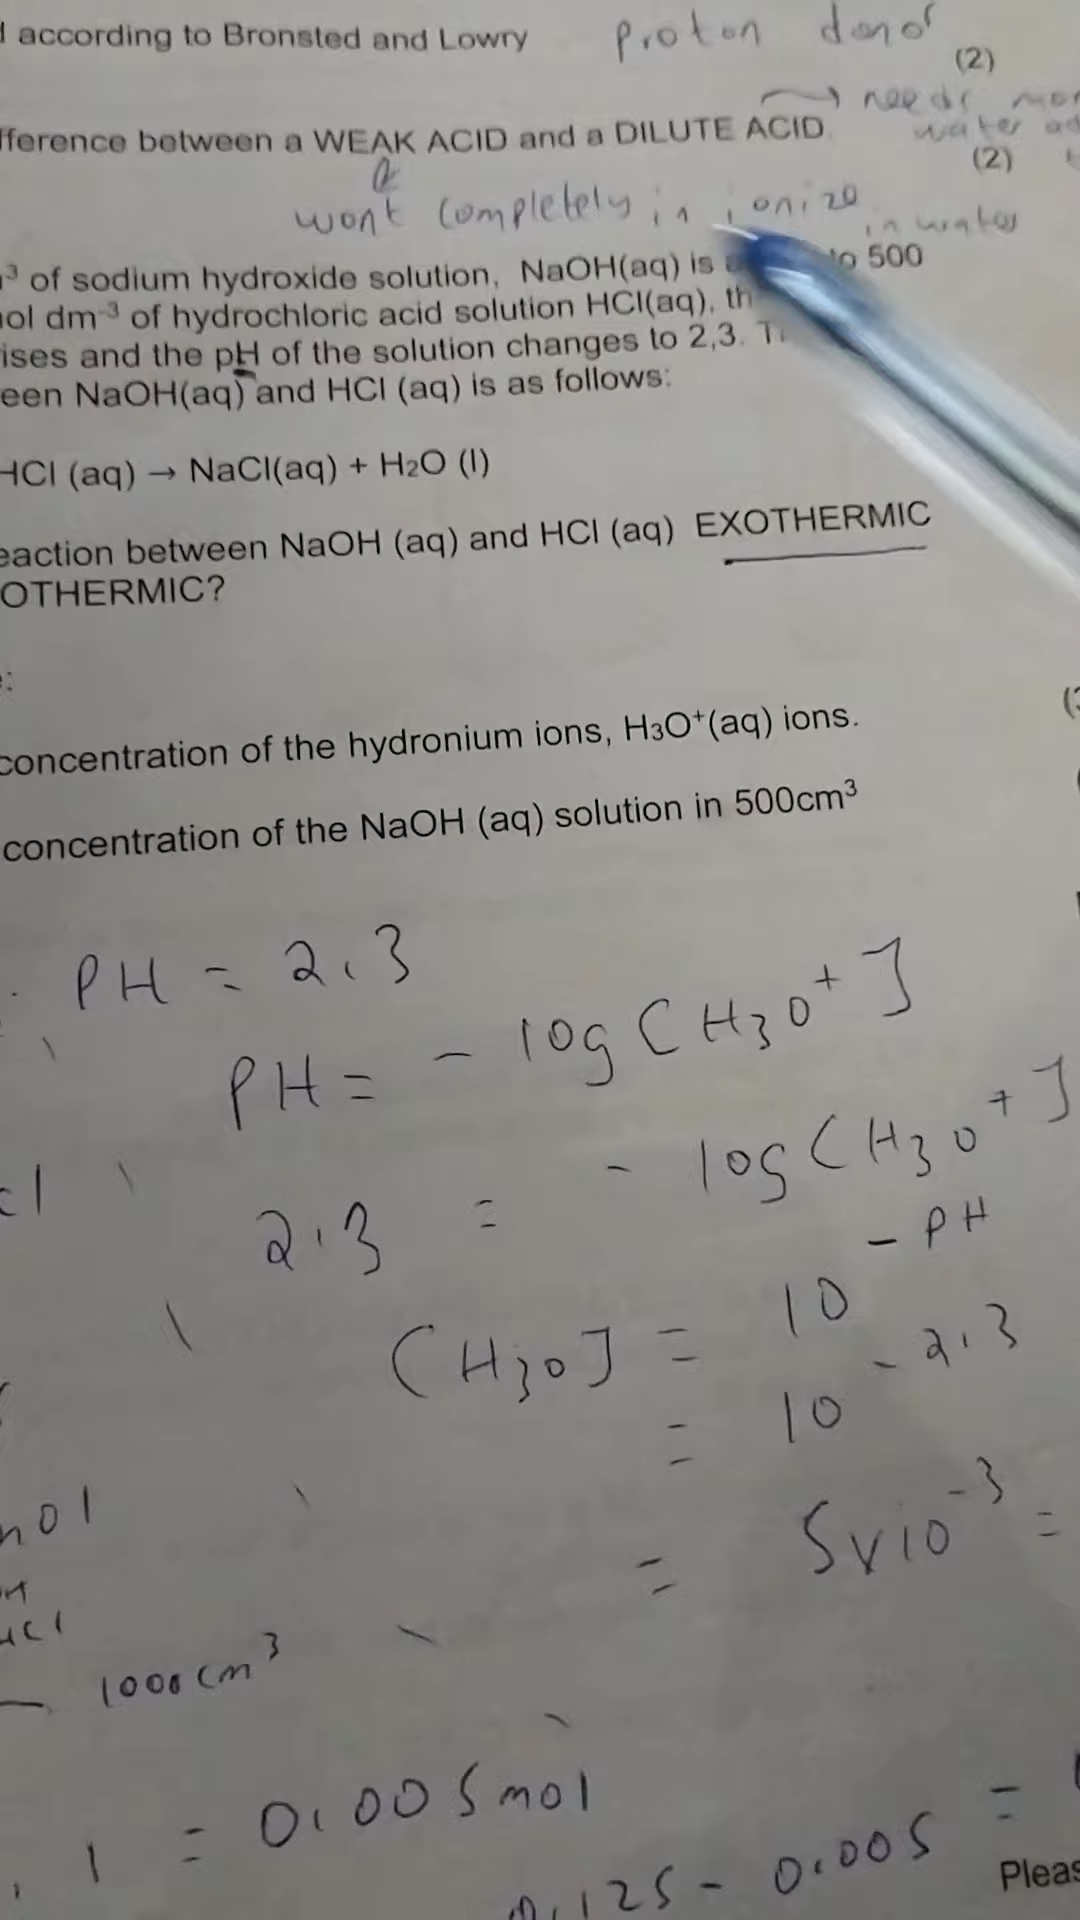 according to Bronsted and Lowry proton donor
(2)
needs
fference between a WEAK ACID and a DILUTE ACID. water
(2)
wont completely in ionize in water
³ of sodium hydroxide solution, NaOH(aq) is to 500
ol dm⁻³ of hydrochloric acid solution HCl(aq), th
ises and the pH of the solution changes to 2,3. T
een NaOH(aq) and HCl (aq) is as follows:
HCl (aq) → NaCl(aq) + H₂O (l)
eaction between NaOH (aq) and HCl (aq) EXOTHERMIC
OTHERMIC?
e:
concentration of the hydronium ions, H₃O⁺(aq) ions.
concentration of the NaOH (aq) solution in 500cm³
PH = 2,3
PH = - log [H₃O⁺]
2,3 = - log [H₃O⁺]
[H₃O] = 10^-PH
= 10^-2,3
= 5x10⁻³ =
mol
HCl
1000cm³
1 = 0,005mol
0,125 - 0,005 =
Pleas